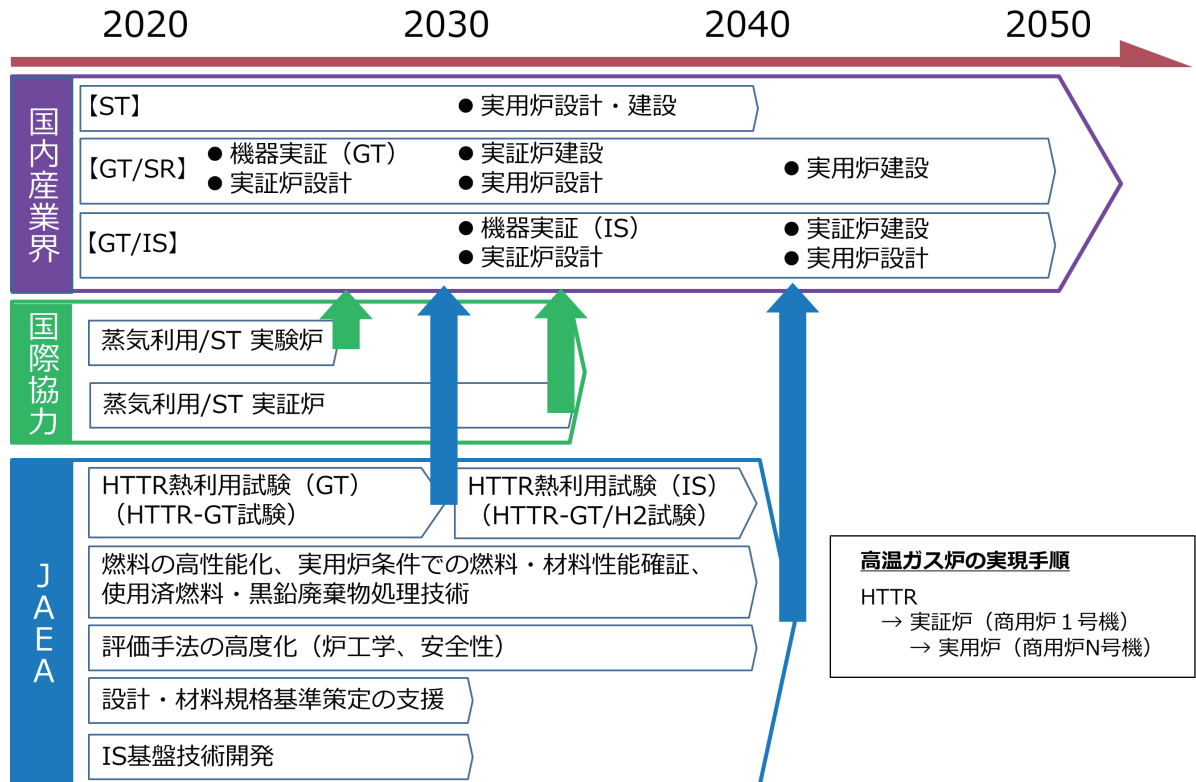 2020 2030 2040 2050
国内産業界
【ST】
● 実用炉設計・建設
【GT/SR】
● 機器実証（GT）
● 実証炉設計
● 実証炉建設
● 実用炉設計
● 実用炉建設
【GT/IS】
● 機器実証（IS）
● 実証炉設計
● 実証炉建設
● 実用炉設計
国際協力
蒸気利用/ST 実験炉
蒸気利用/ST 実証炉
JAEA
HTTR熱利用試験（GT）
（HTTR-GT試験）
HTTR熱利用試験（IS）
（HTTR-GT/H2試験）
燃料の高性能化、実用炉条件での燃料・材料性能確証、
使用済燃料・黒鉛廃棄物処理技術
評価手法の高度化（炉工学、安全性）
設計・材料規格基準策定の支援
IS基盤技術開発
高温ガス炉の実現手順
HTTR
→ 実証炉（商用炉１号機）
→ 実用炉（商用炉N号機）